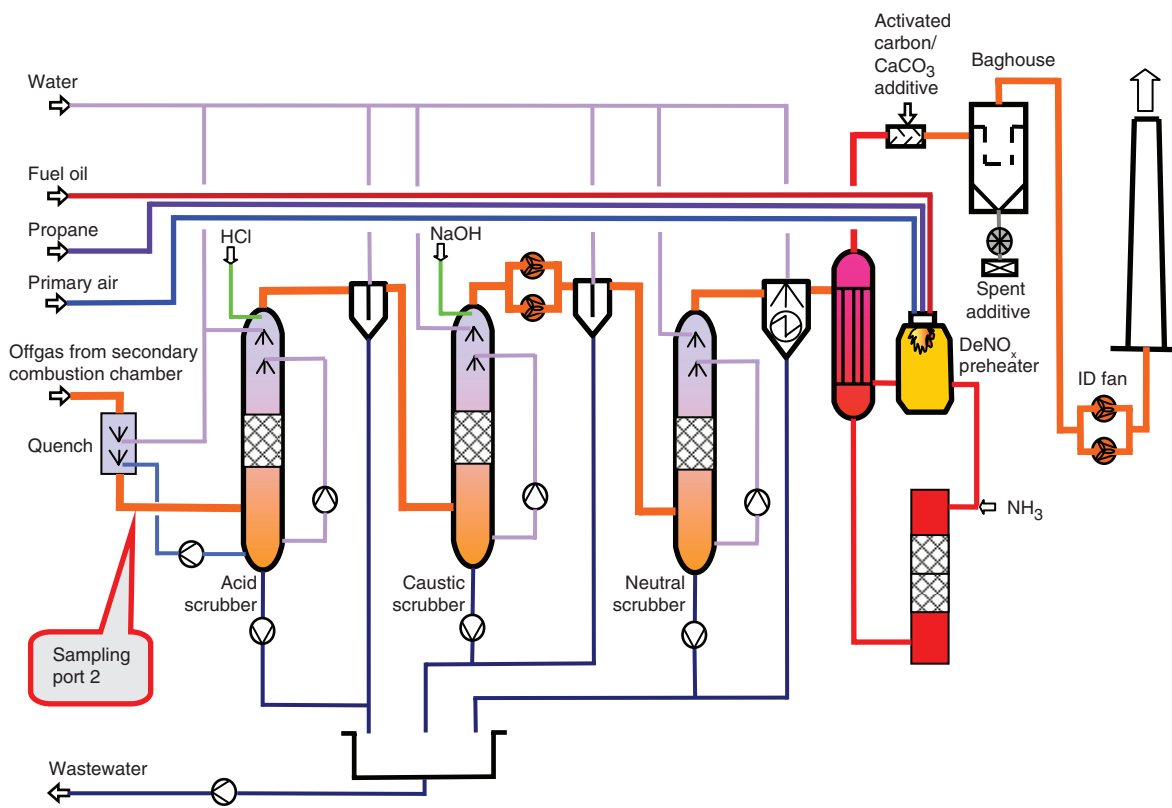 Activated
carbon/
CaCO3
additive
Baghouse
Water
Fuel oil
Propane
Primary air
HCl
NaOH
Spent
additive
Offgas from secondary
combustion chamber
DeNOx
preheater
ID fan
Quench
NH3
Acid
scrubber
Caustic
scrubber
Neutral
scrubber
Sampling
port 2
Wastewater